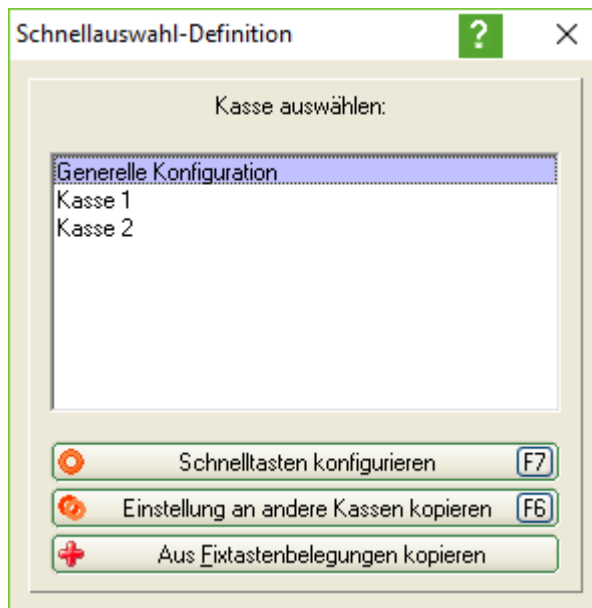 Schnellauswahl-Definition ?
Kasse auswählen:
Generelle Konfiguration
Kasse 1
Kasse 2
Schnelltasten konfigurieren F7
Einstellung an andere Kassen kopieren F6
Aus Fixtastenbelegungen kopieren